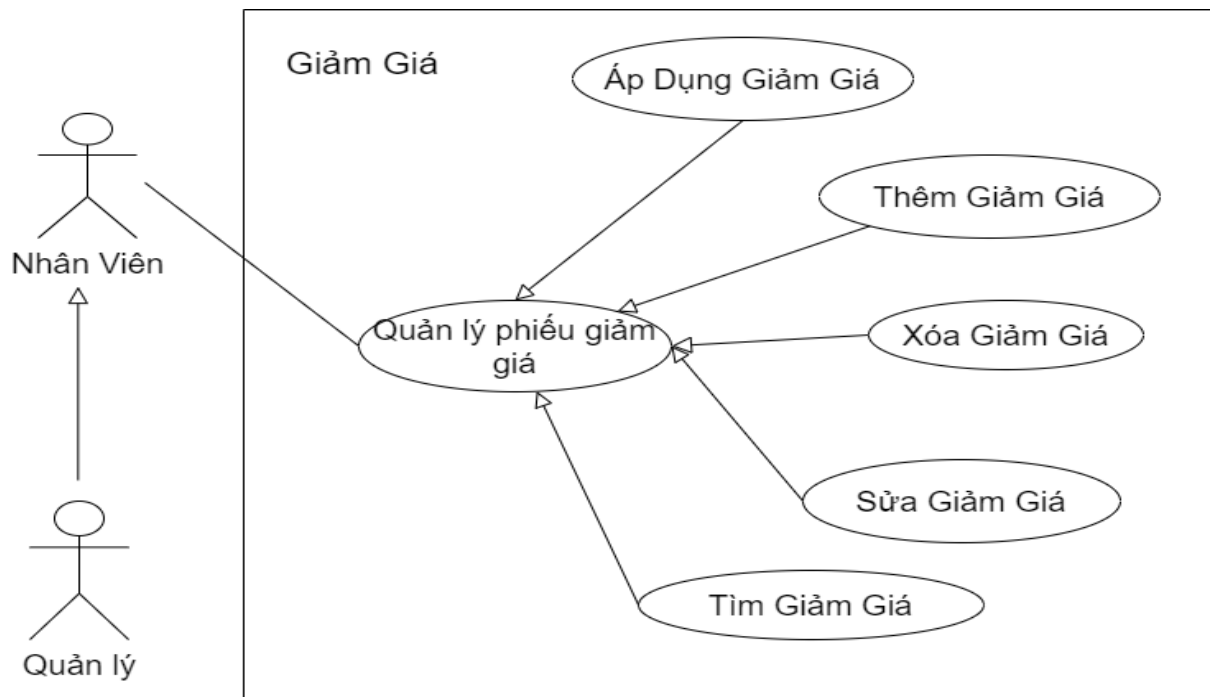 Giảm Giá
Áp Dụng Giảm Giá
Thêm Giảm Giá
Nhân Viên
Quản lý phiếu giảm
giá
Xóa Giảm Giá
Sửa Giảm Giá
Tìm Giảm Giá
Quản lý